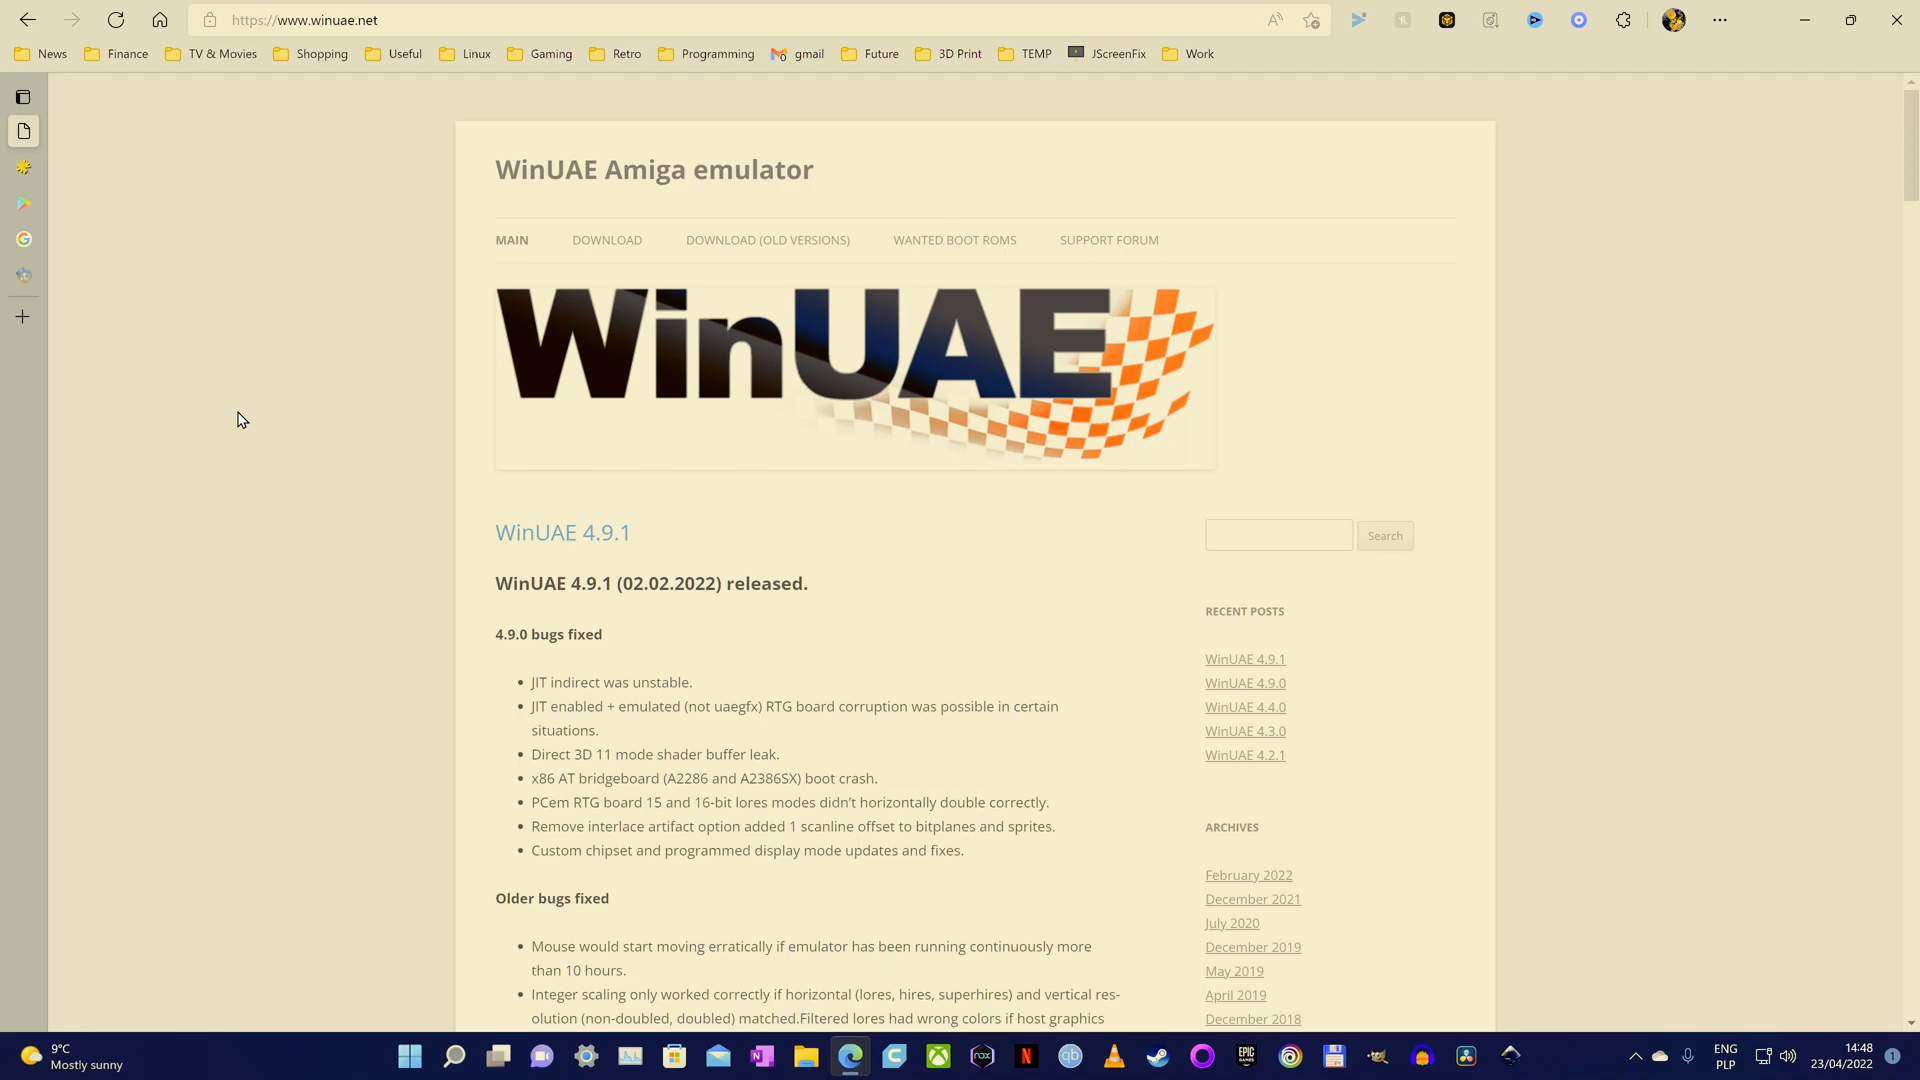 https://www.winuae.net
News
Finance
TV & Movies
Shopping
Useful
Linux
Gaming
Retro
Programming
gmail
Future
3D Print
TEMP
JScreenFix
Work
WinUAE Amiga emulator
MAIN
DOWNLOAD
DOWNLOAD (OLD VERSIONS)
WANTED BOOT ROMS
SUPPORT FORUM
WinUAE
WinUAE 4.9.1
WinUAE 4.9.1 (02.02.2022) released.
4.9.0 bugs fixed
• JIT indirect was unstable.
• JIT enabled + emulated (not uaegfx) RTG board corruption was possible in certain
situations.
• Direct 3D 11 mode shader buffer leak.
• x86 AT bridgeboard (A2286 and A2386SX) boot crash.
• PCem RTG board 15 and 16-bit lores modes didn't horizontally double correctly.
• Remove interlace artifact option added 1 scanline offset to bitplanes and sprites.
• Custom chipset and programmed display mode updates and fixes.
Older bugs fixed
• Mouse would start moving erratically if emulator has been running continuously more
than 10 hours.
• Integer scaling only worked correctly if horizontal (lores, hires, superhires) and vertical res-
olution (non-doubled, doubled) matched.Filtered lores had wrong colors if host graphics
Search
RECENT POSTS
WinUAE 4.9.1
WinUAE 4.9.0
WinUAE 4.4.0
WinUAE 4.3.0
WinUAE 4.2.1
ARCHIVES
February 2022
December 2021
July 2020
December 2019
May 2019
April 2019
December 2018
9°C
Mostly sunny
nox
N
qb
EPIC
GAMES
ENG
PLP
14:48
23/04/2022
1